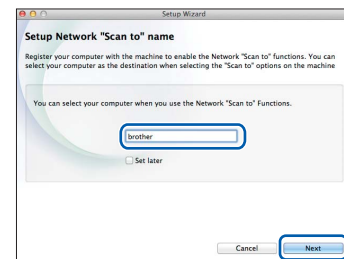 Setup Wizard
Setup Network "Scan to" name
Register your computer with the machine to enable the Network "Scan to" functions. You can
select your computer as the destination when selecting the "Scan to" options on the machine
You can select your computer when you use the Network "Scan to" Functions.
brother
Set later
Cancel Next